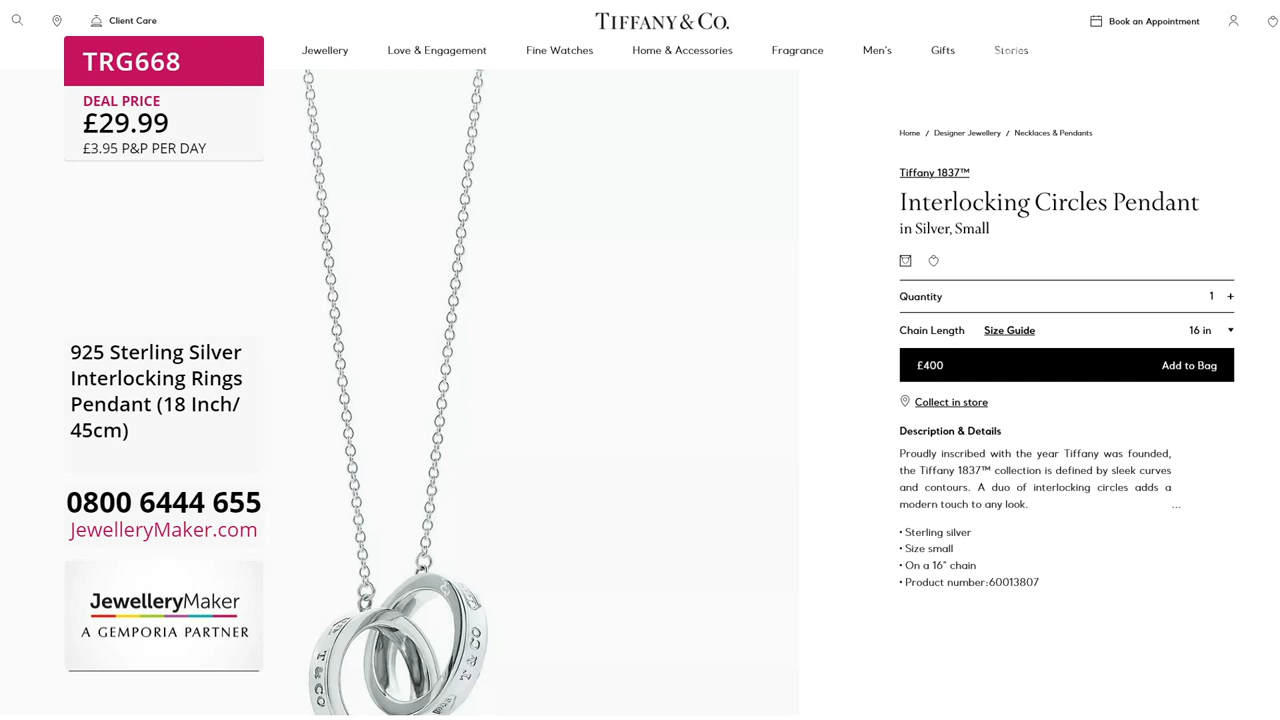 Client Care
TIFFANY & CO.
Book an Appointment
Jewellery Love & Engagement Fine Watches Home & Accessories Fragrance Men's Gifts Stories
TRG668
DEAL PRICE
£29.99
£3.95 P&P PER DAY
925 Sterling Silver
Interlocking Rings
Pendant (18 Inch/
45cm)
0800 6444 655
JewelleryMaker.com
JewelleryMaker
A GEMPORIA PARTNER
T & CO
T & CO
Home / Designer Jewellery / Necklaces & Pendants
Tiffany 1837™
Interlocking Circles Pendant
in Silver, Small
Quantity 1 +
Chain Length Size Guide 16 in
£400 Add to Bag
Collect in store
Description & Details
Proudly inscribed with the year Tiffany was founded,
the Tiffany 1837™ collection is defined by sleek curves
and contours. A duo of interlocking circles adds a
modern touch to any look. ...
• Sterling silver
• Size small
• On a 16" chain
• Product number:60013807